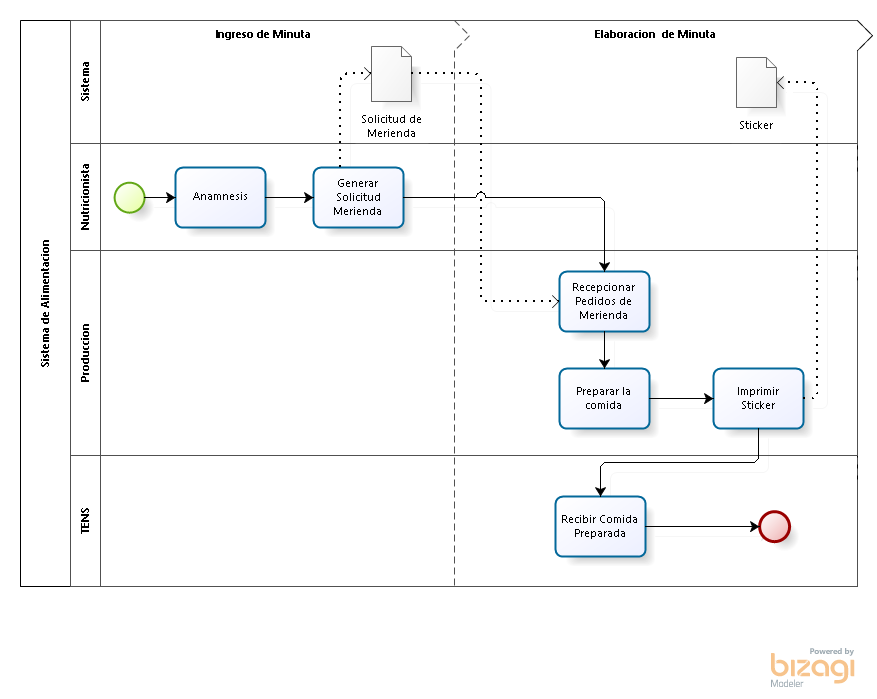 Ingreso de Minuta
Elaboracion de Minuta
Sistema de Alimentacion
Sistema
Solicitud de
Merienda
Sticker
Nutricionista
Anamnesis
Generar
Solicitud
Merienda
Produccion
Recepcionar
Pedidos de
Merienda
Preparar la
comida
Imprimir
Sticker
TENS
Recibir Comida
Preparada
Powered by
bizagi
Modeler